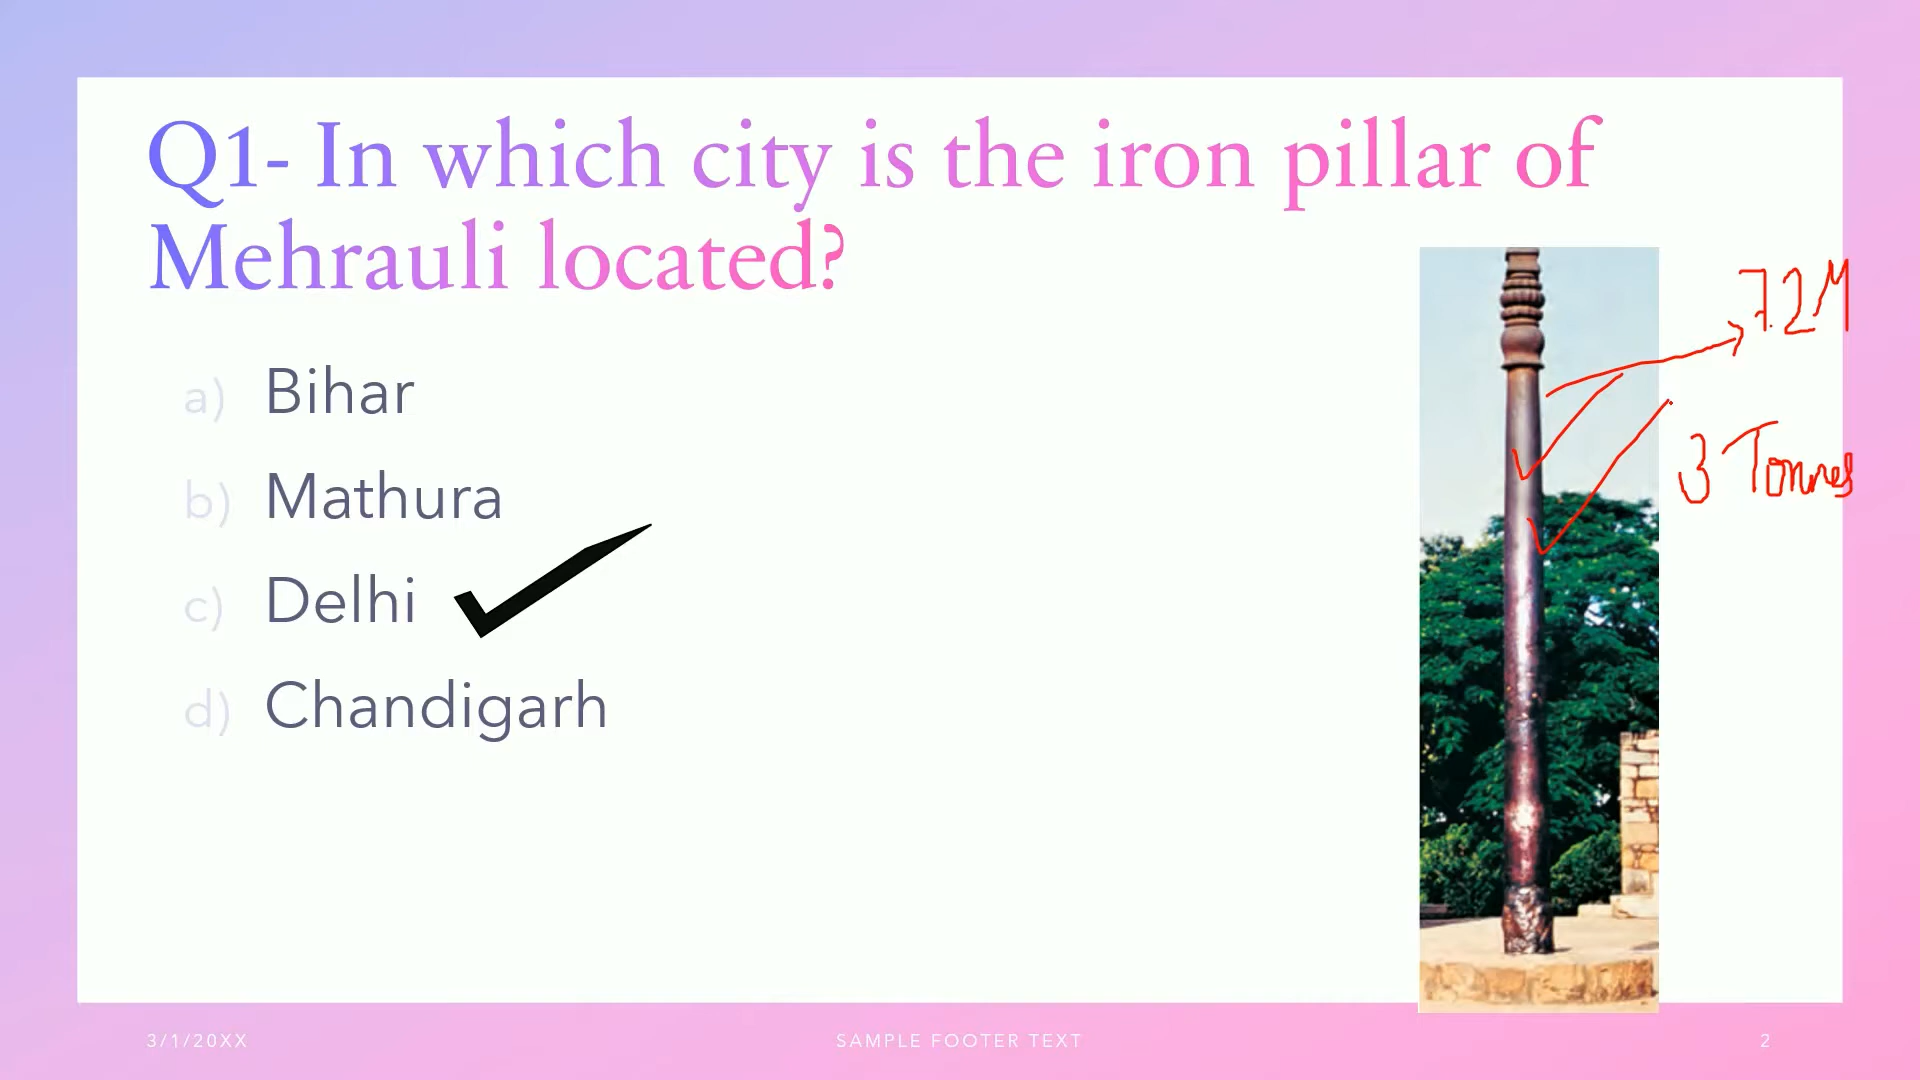 Q1- In which city is the iron pillar of
Mehrauli located?
7.2M
a) Bihar
3 Tonnes
b) Mathura
c) Delhi
d) Chandigarh
3/1/20XX
SAMPLE FOOTER TEXT
2